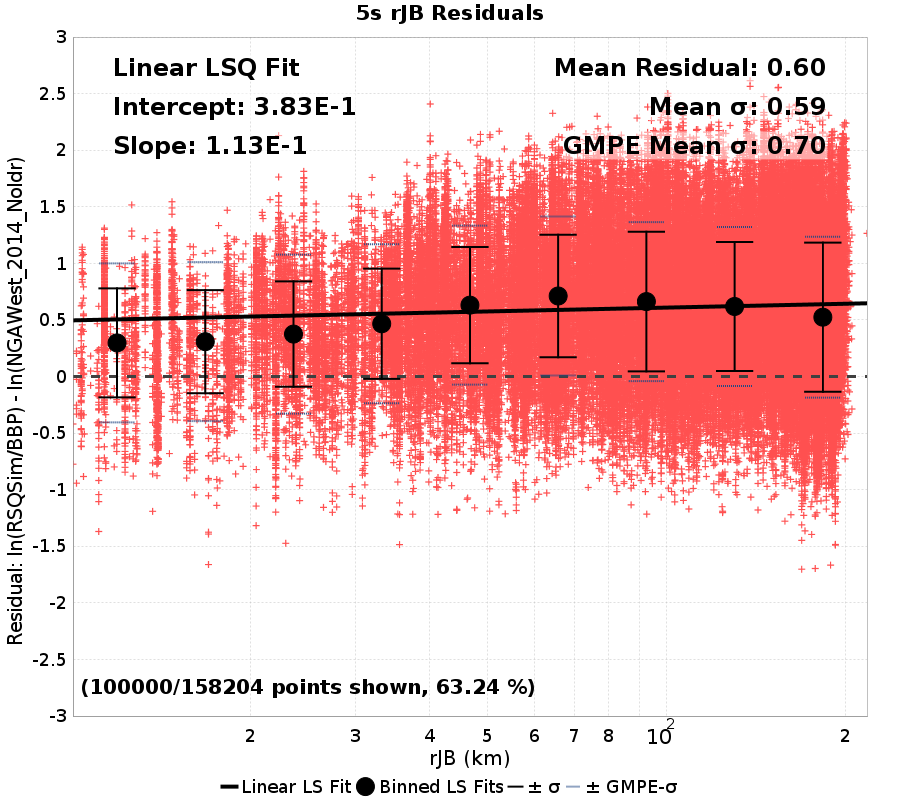 5s rJB Residuals
Linear LSQ Fit
Intercept: 3.83E-1
Slope: 1.13E-1
Mean Residual: 0.60
Mean σ: 0.59
GMPE Mean σ: 0.70
3
2.5
2
1.5
1
0.5
0
-0.5
-1
-1.5
-2
-2.5
-3
Residual: ln(RSQSim/BBP) - ln(NGAWest_2014_NoIdr)
(100000/158204 points shown, 63.24 %)
2 3 4 5 6 7 8 10² 2
rJB (km)
Linear LS Fit Binned LS Fits ± σ ± GMPE-σ